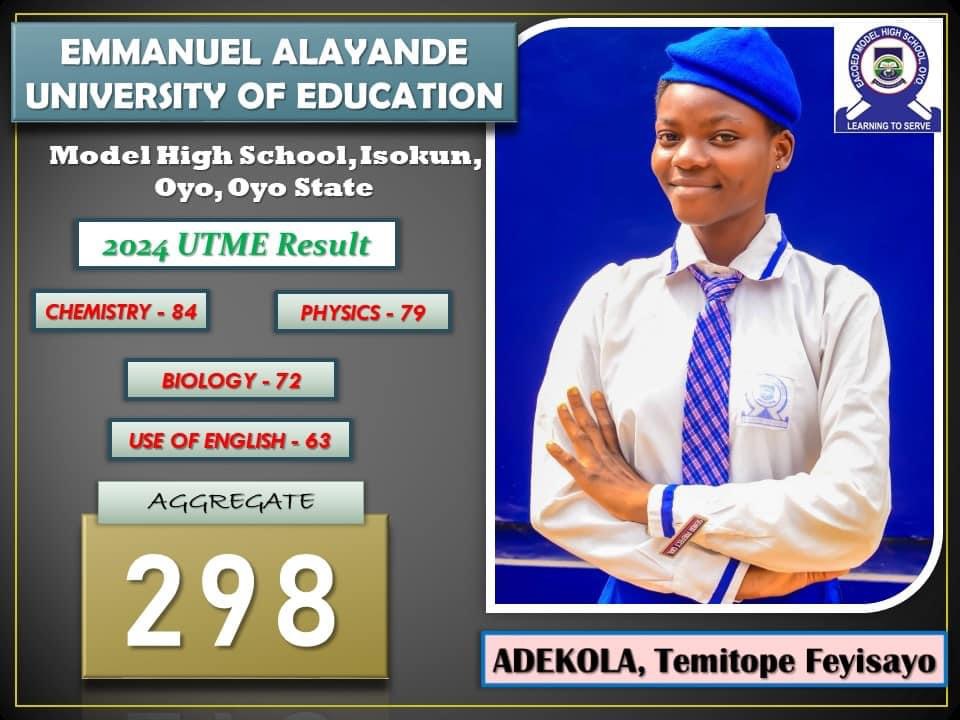 EMMANUEL ALAYANDE
UNIVERSITY OF EDUCATION
Model High School, Isokun,
Oyo, Oyo State
2024 UTME Result
CHEMISTRY - 84
PHYSICS - 79
BIOLOGY - 72
USE OF ENGLISH - 63
AGGREGATE
298
EACOED MODEL HIGH SCHOOL, OYO.
LEARNING TO SERVE
ADEKOLA, Temitope Feyisayo